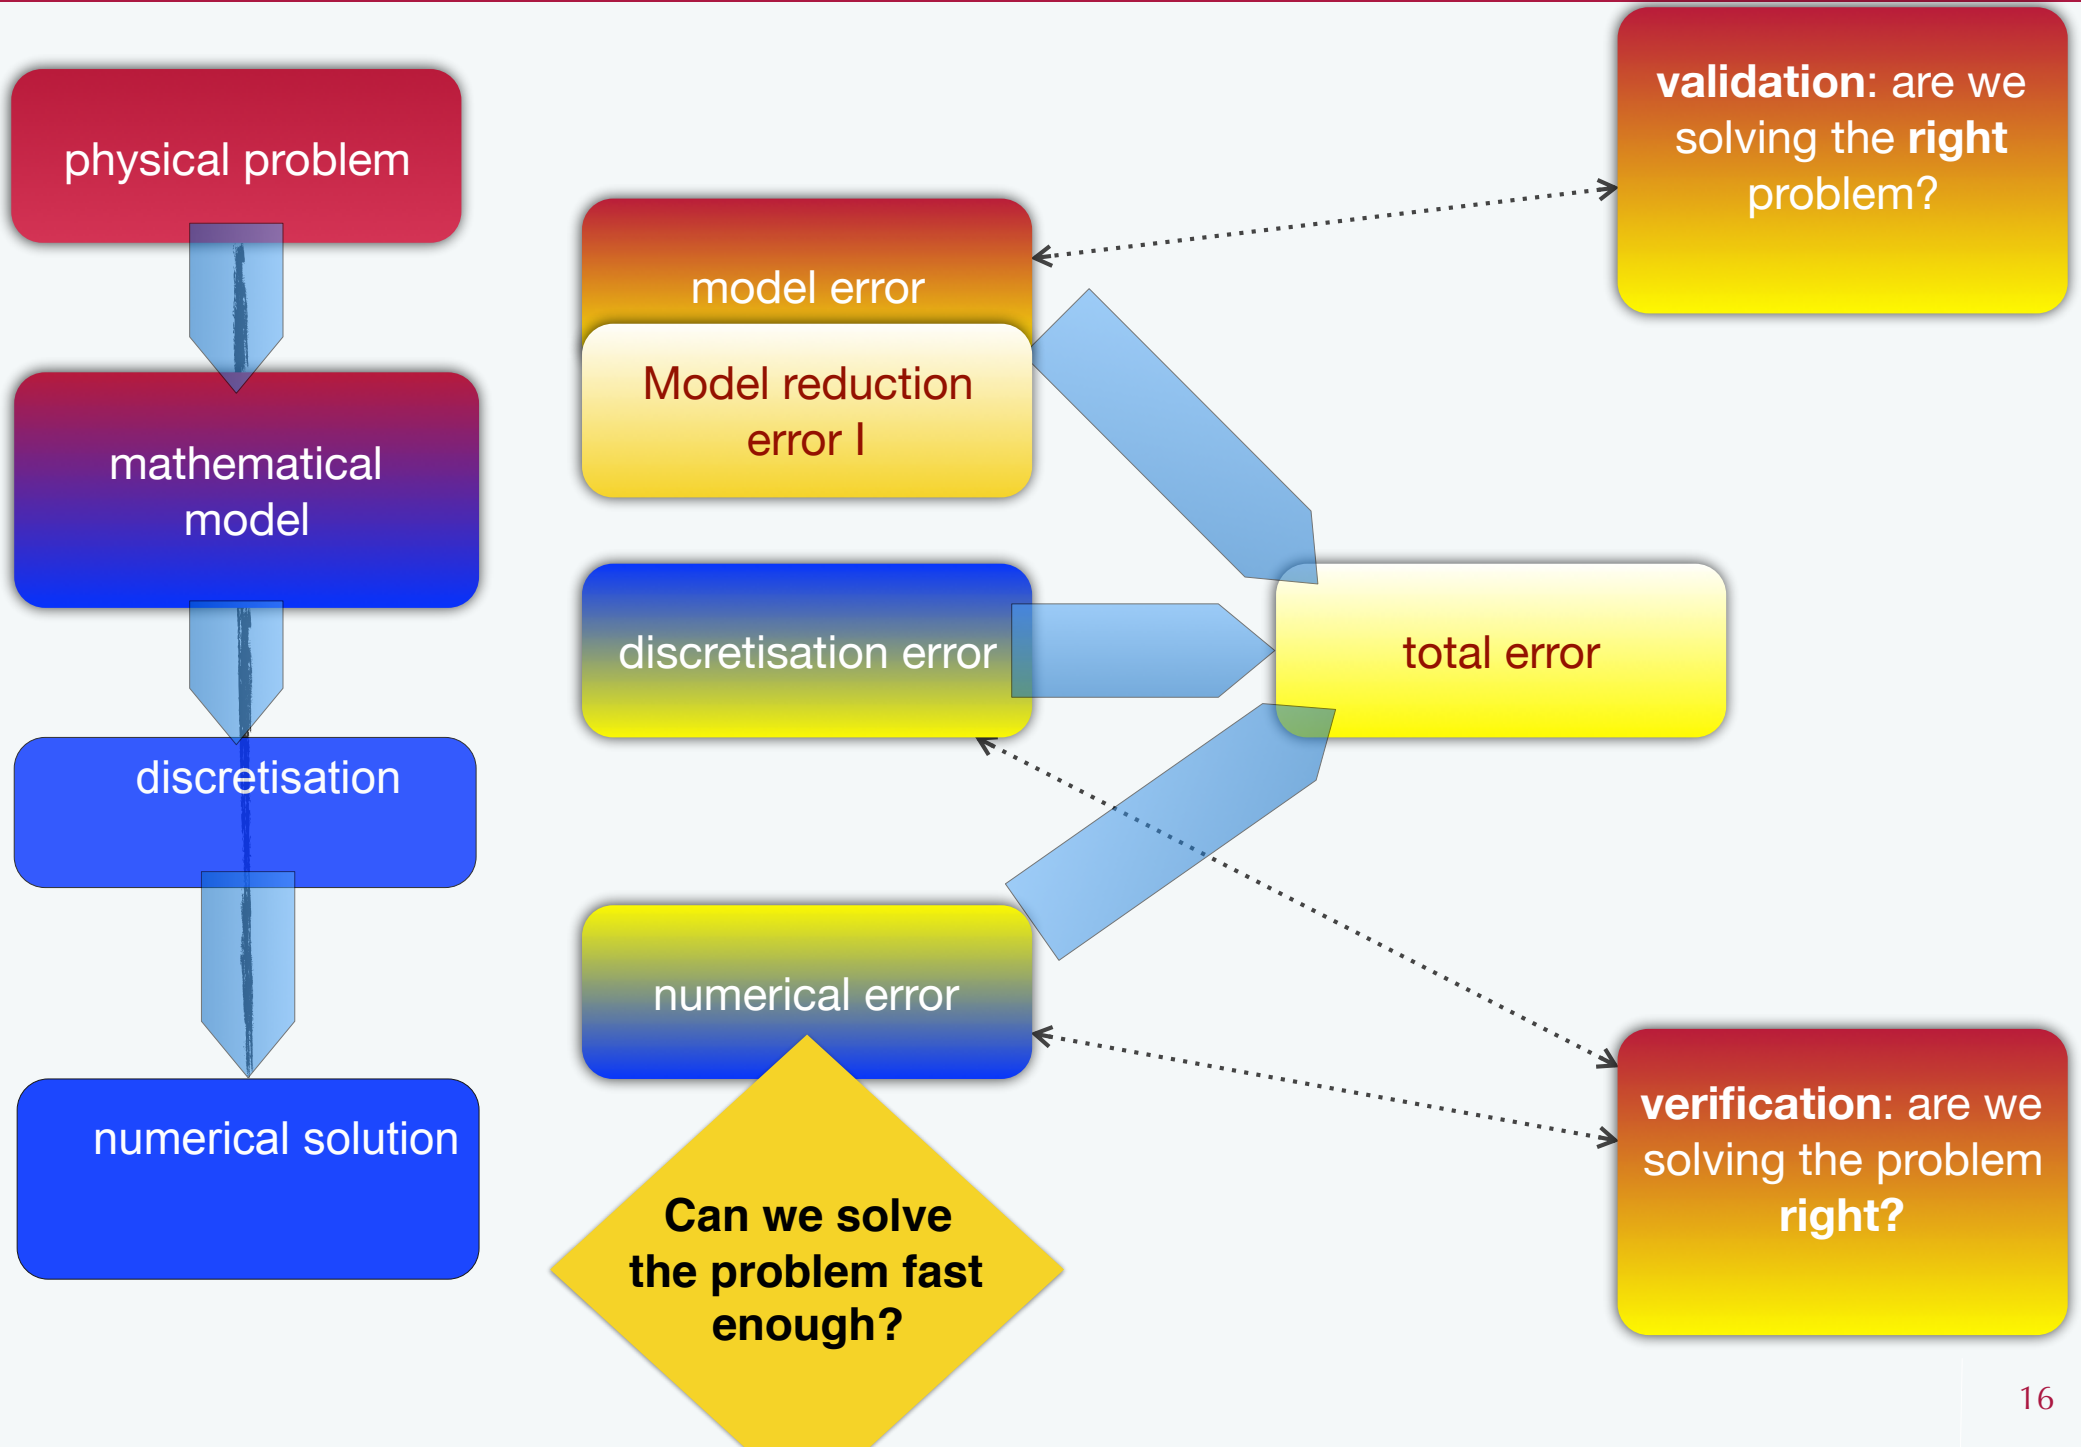 physical problem
mathematical
model
discretisation
numerical solution
model error
Model reduction
error I
discretisation error
numerical error
Can we solve
the problem fast
enough?
total error
validation: are we
solving the right
problem?
verification: are we
solving the problem
right?
16